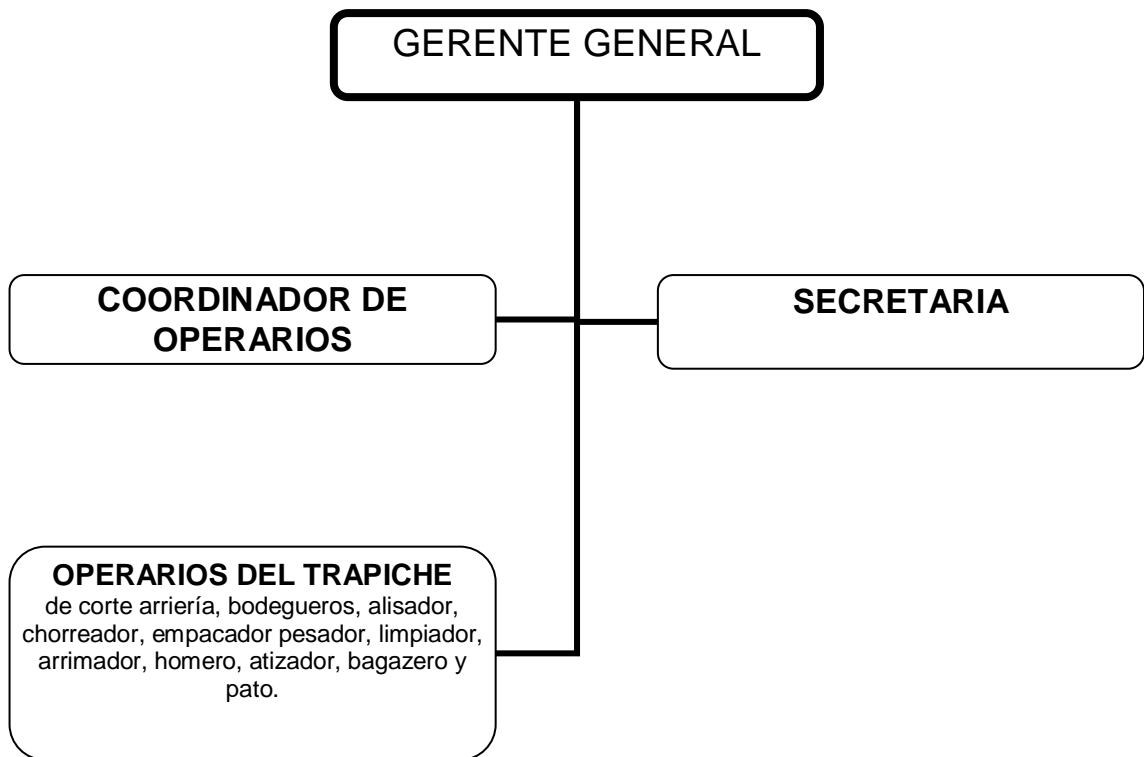 GERENTE GENERAL
COORDINADOR DE
OPERARIOS
SECRETARIA
OPERARIOS DEL TRAPICHE
de corte arriería, bodegueros, alisador,
chorreador, empacador pesador, limpiador,
arrimador, homero, atizador, bagazero y
pato.